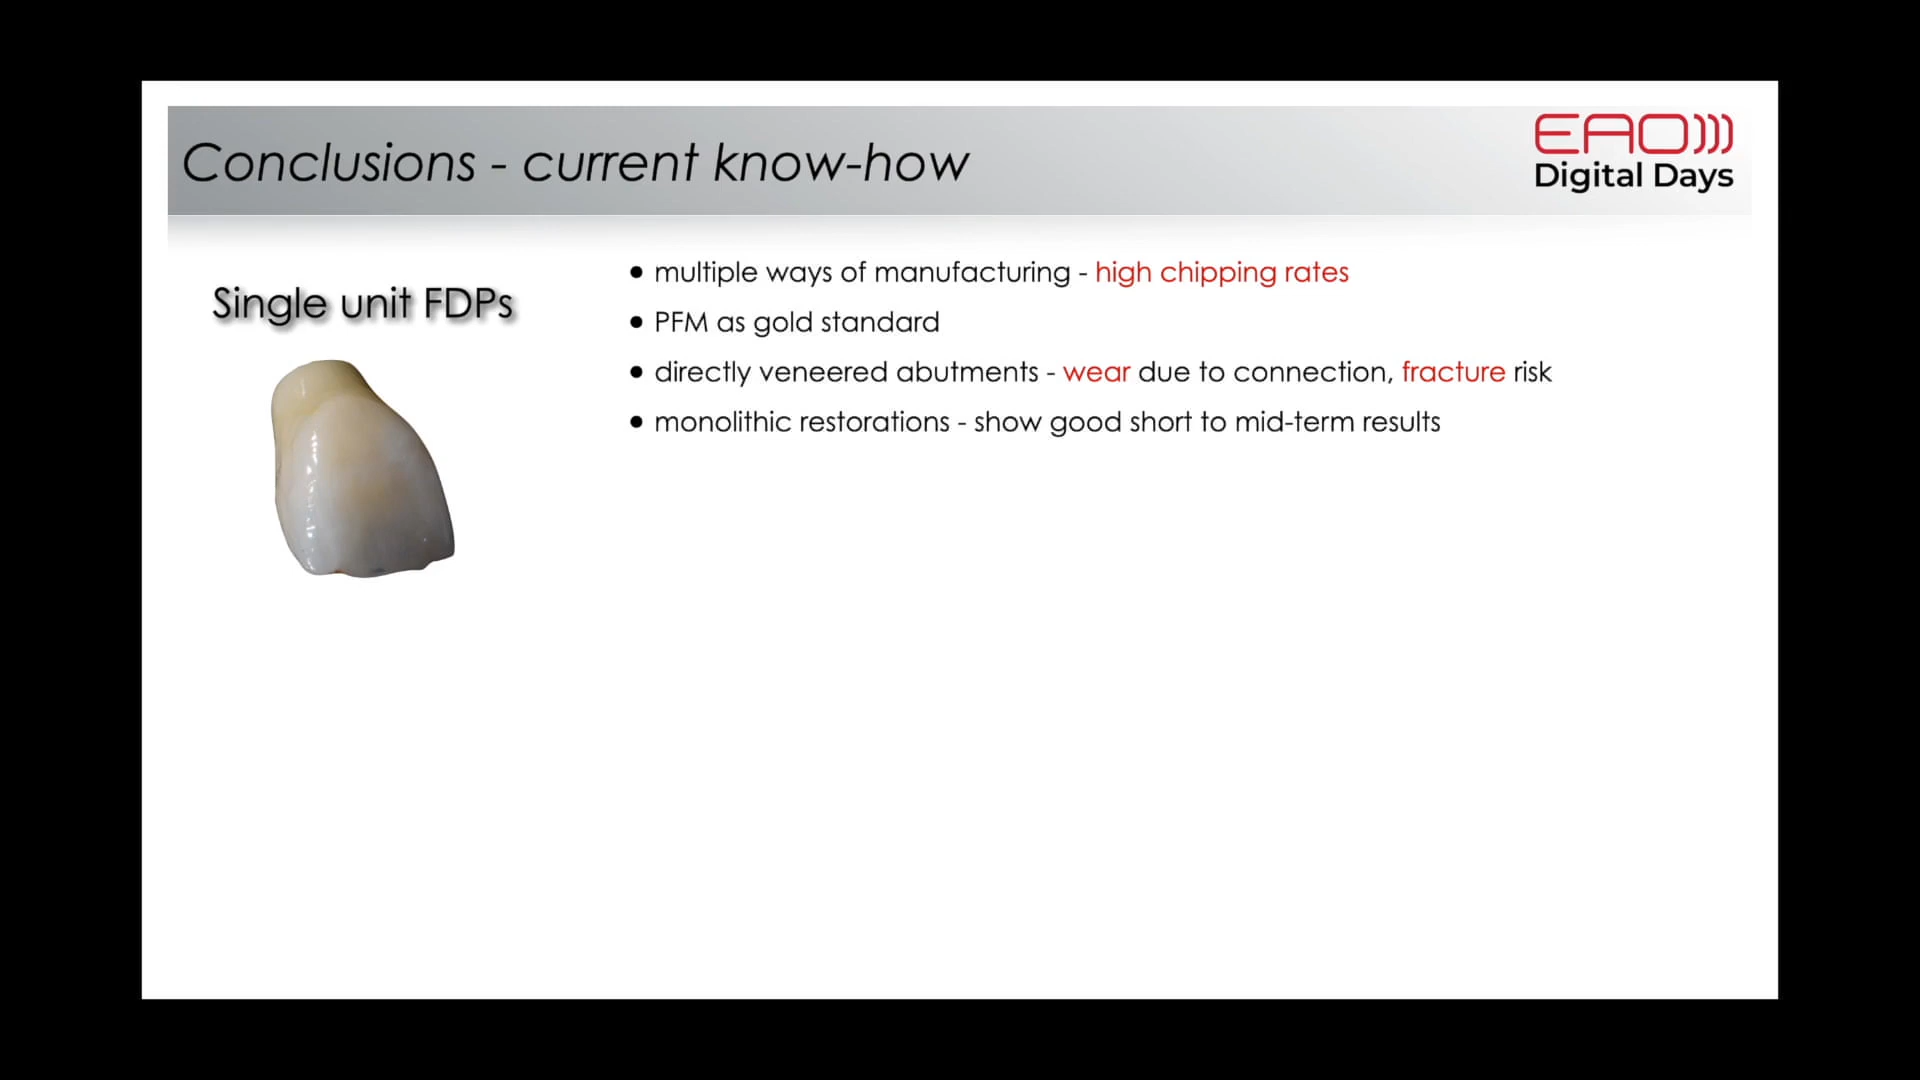 Conclusions - current know-how
EAO
Digital Days
Single unit FDPs
• multiple ways of manufacturing - high chipping rates
• PFM as gold standard
• directly veneered abutments - wear due to connection, fracture risk
• monolithic restorations - show good short to mid-term results